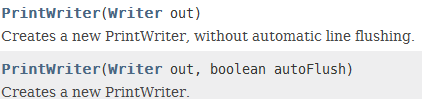 PrintWriter(Writer out)
Creates a new PrintWriter, without automatic line flushing.
PrintWriter(Writer out, boolean autoFlush)
Creates a new PrintWriter.